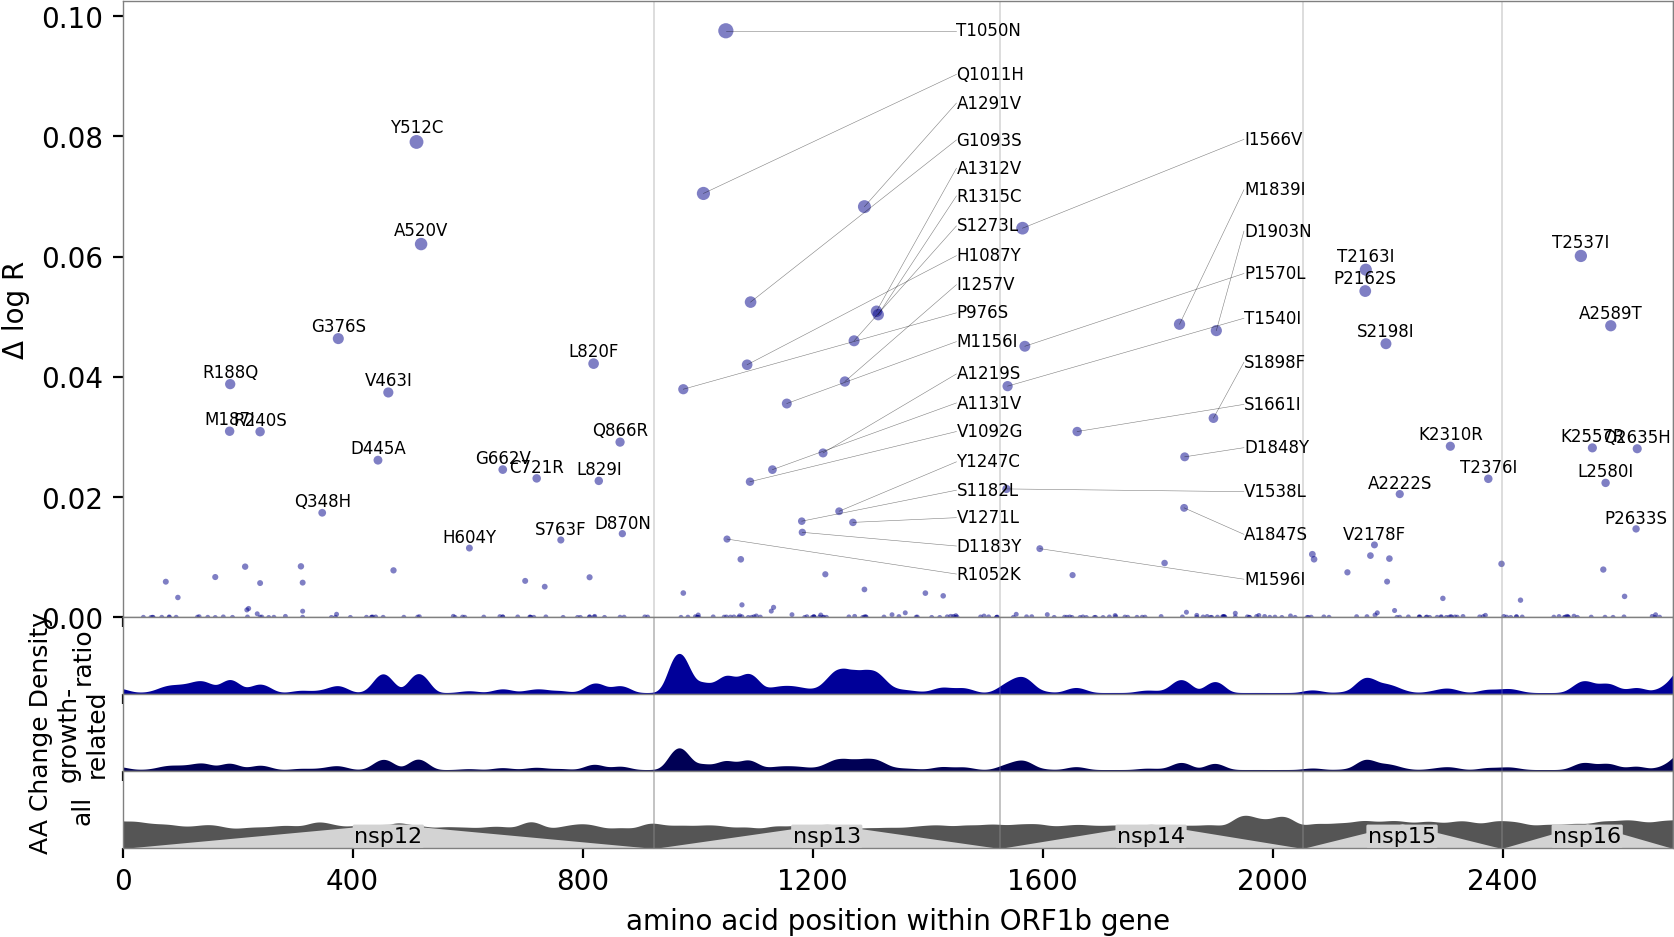 0.10
0.08
0.06
0.04
0.02
0.00
Δ log R
T1050N
Q1011H
A1291V
G1093S
A1312V
R1315C
S1273L
H1087Y
I1257V
P976S
M1156I
A1219S
A1131V
V1092G
Y1247C
S1182L
V1271L
D1183Y
R1052K
I1566V
M1839I
D1903N
P1570L
T1540I
S1898F
S1661I
D1848Y
V1538L
A1847S
M1596I
Y512C
A520V
G376S
R188Q
V463I
L820F
M187I
R240S
D445A
Q866R
G662V
C721R
L829I
Q348H
H604Y
S763F
D870N
T2163I
P2162S
T2537I
A2589T
S2198I
K2310R
K2557R
Q2635H
T2376I
L2580I
A2222S
P2633S
V2178F
AA Change Density
ratio
growth-
related
all
nsp12
nsp13
nsp14
nsp15
nsp16
0
400
800
1200
1600
2000
2400
amino acid position within ORF1b gene